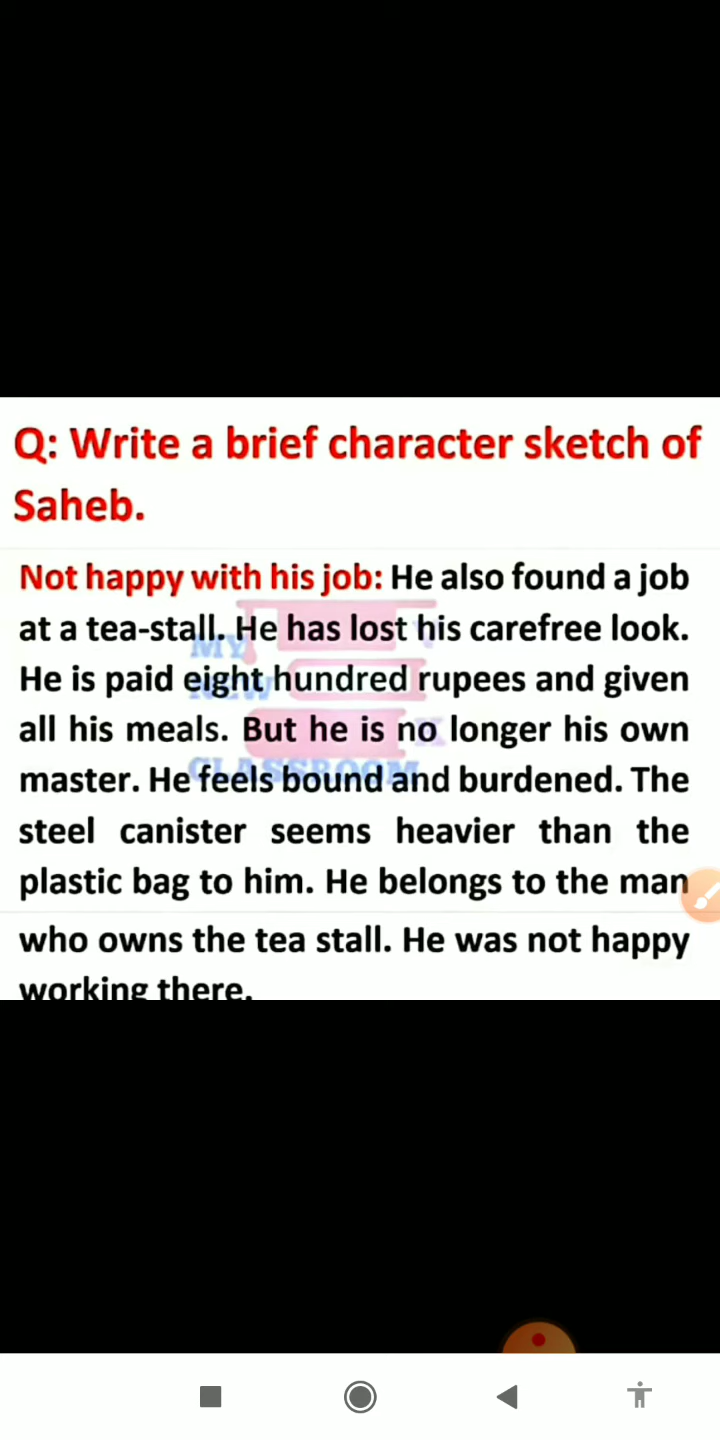 Q: Write a brief character sketch of
Saheb.
Not happy with his job: He also found a job
at a tea-stall. He has lost his carefree look.
He is paid eight hundred rupees and given
all his meals. But he is no longer his own
master. He feels bound and burdened. The
steel canister seems heavier than the
plastic bag to him. He belongs to the man
who owns the tea stall. He was not happy
working there.
MY
NEW
CLASSROOM